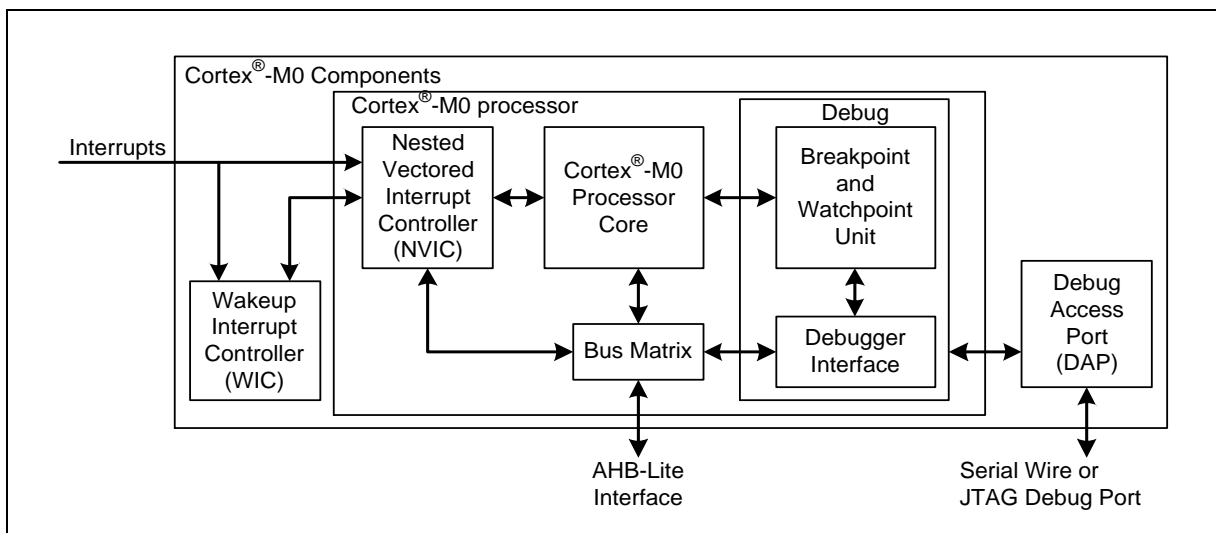 Cortex®-M0 Components
Cortex®-M0 processor
Debug
Interrupts
Nested
Vectored
Interrupt
Controller
(NVIC)
Cortex®-M0
Processor
Core
Breakpoint
and
Watchpoint
Unit
Wakeup
Interrupt
Controller
(WIC)
Bus Matrix
Debugger
Interface
Debug
Access
Port
(DAP)
AHB-Lite
Interface
Serial Wire or
JTAG Debug Port